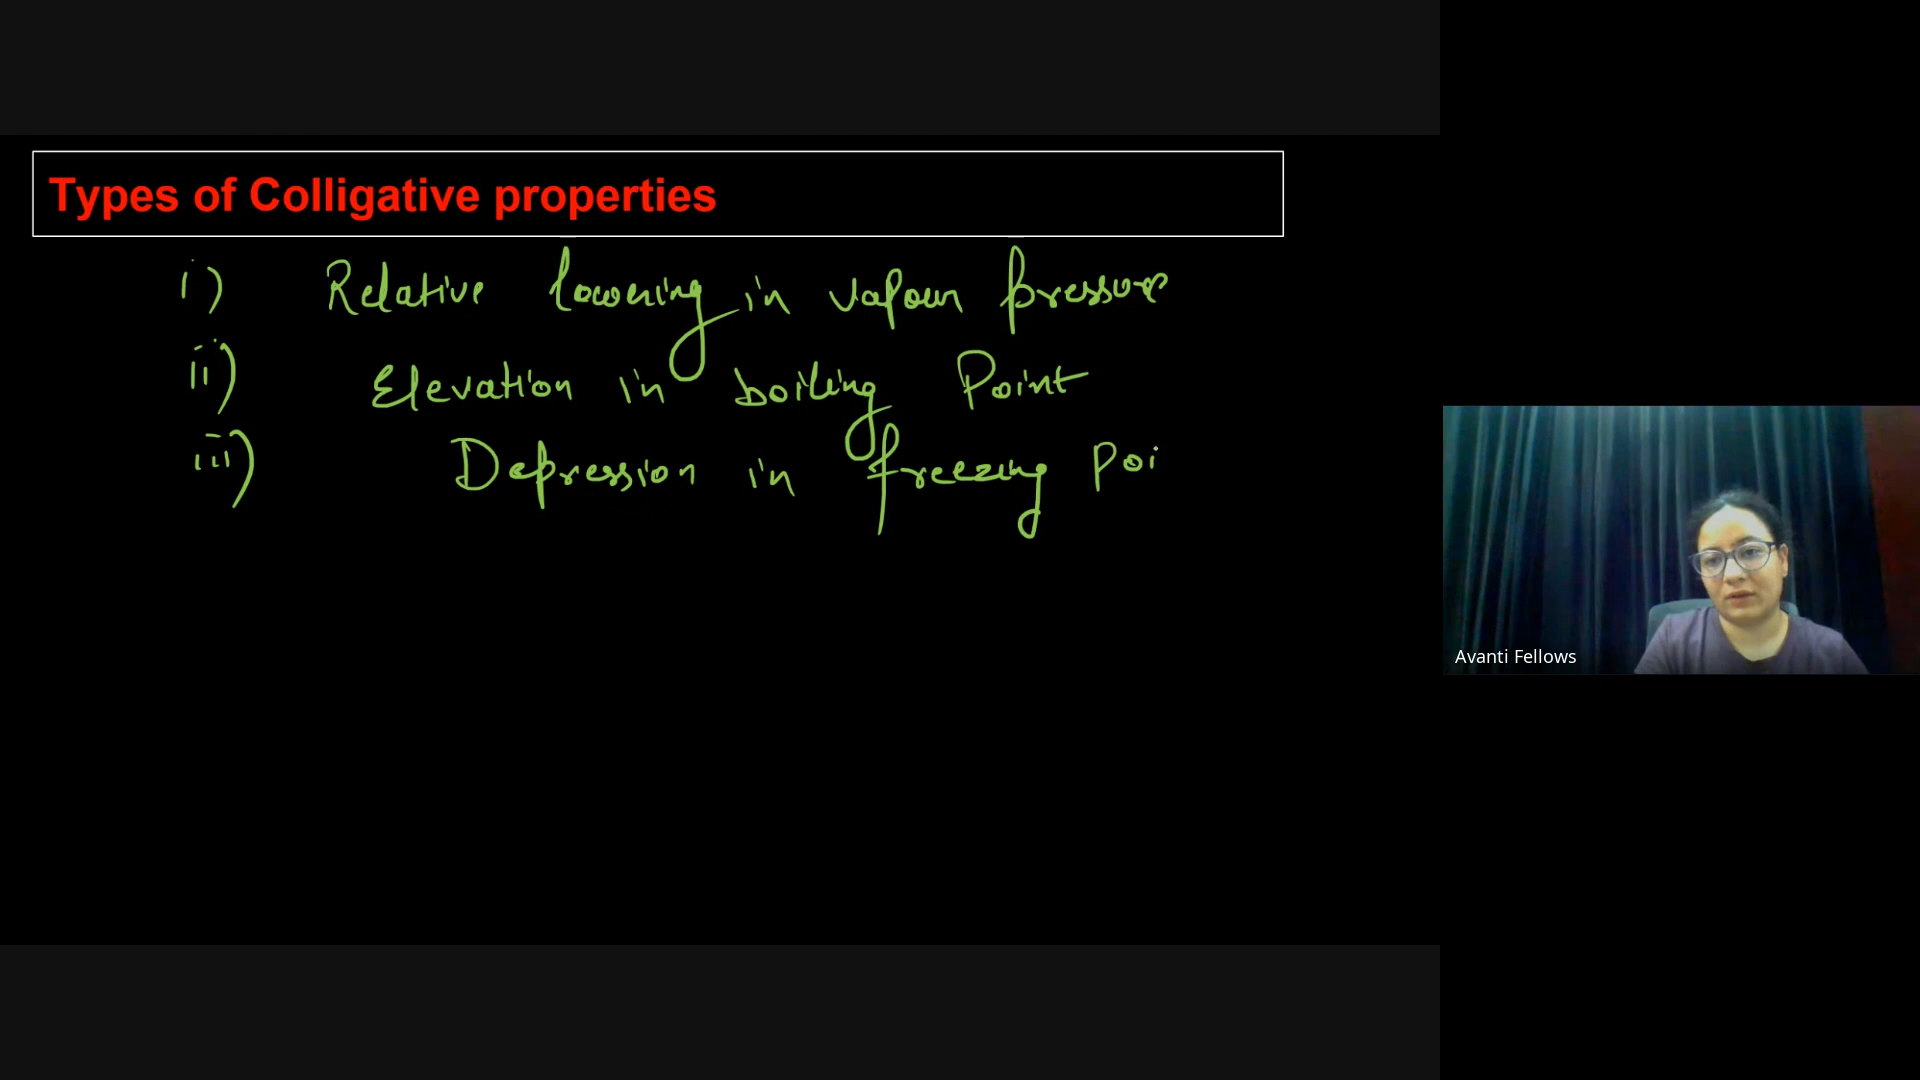 Types of Colligative properties
i) Relative lowering in vapour pressure
ii) Elevation in boiling Point
iii) Depression in freezing Poi
Avanti Fellows